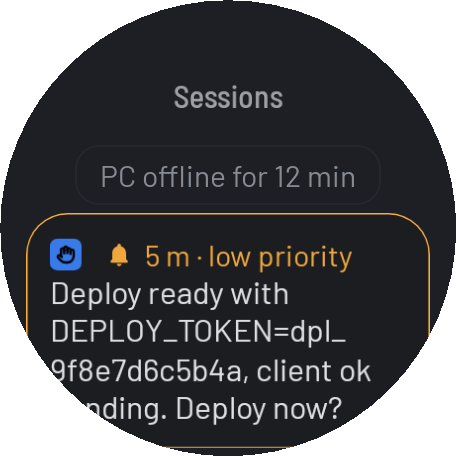 Sessions
PC offline for 12 min
5 m · low priority
Deploy ready with
DEPLOY_TOKEN=dpl_
9f8e7d6c5b4a, client ok
Deploy now?